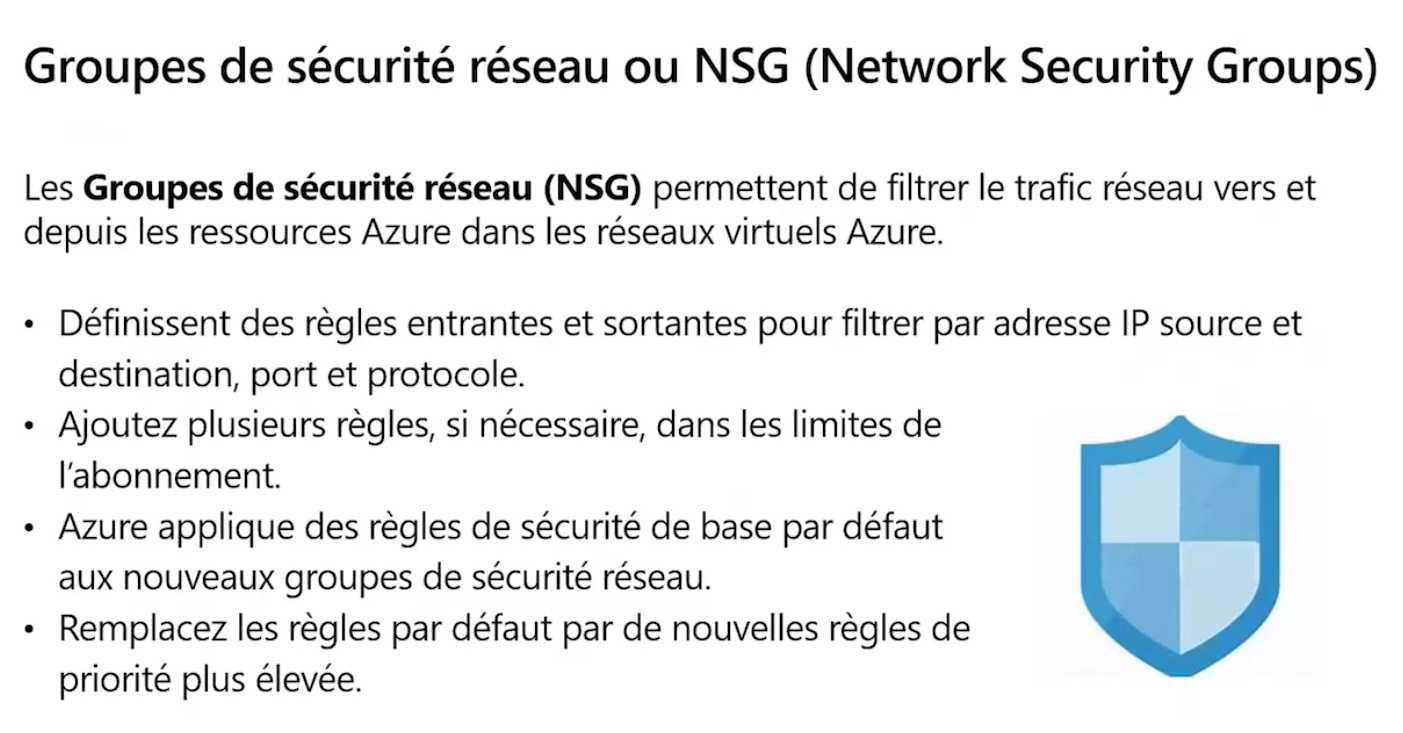 Groupes de sécurité réseau ou NSG (Network Security Groups)
Les Groupes de sécurité réseau (NSG) permettent de filtrer le trafic réseau vers et
depuis les ressources Azure dans les réseaux virtuels Azure.
• Définissent des règles entrantes et sortantes pour filtrer par adresse IP source et
destination, port et protocole.
• Ajoutez plusieurs règles, si nécessaire, dans les limites de
l’abonnement.
• Azure applique des règles de sécurité de base par défaut
aux nouveaux groupes de sécurité réseau.
• Remplacez les règles par défaut par de nouvelles règles de
priorité plus élevée.